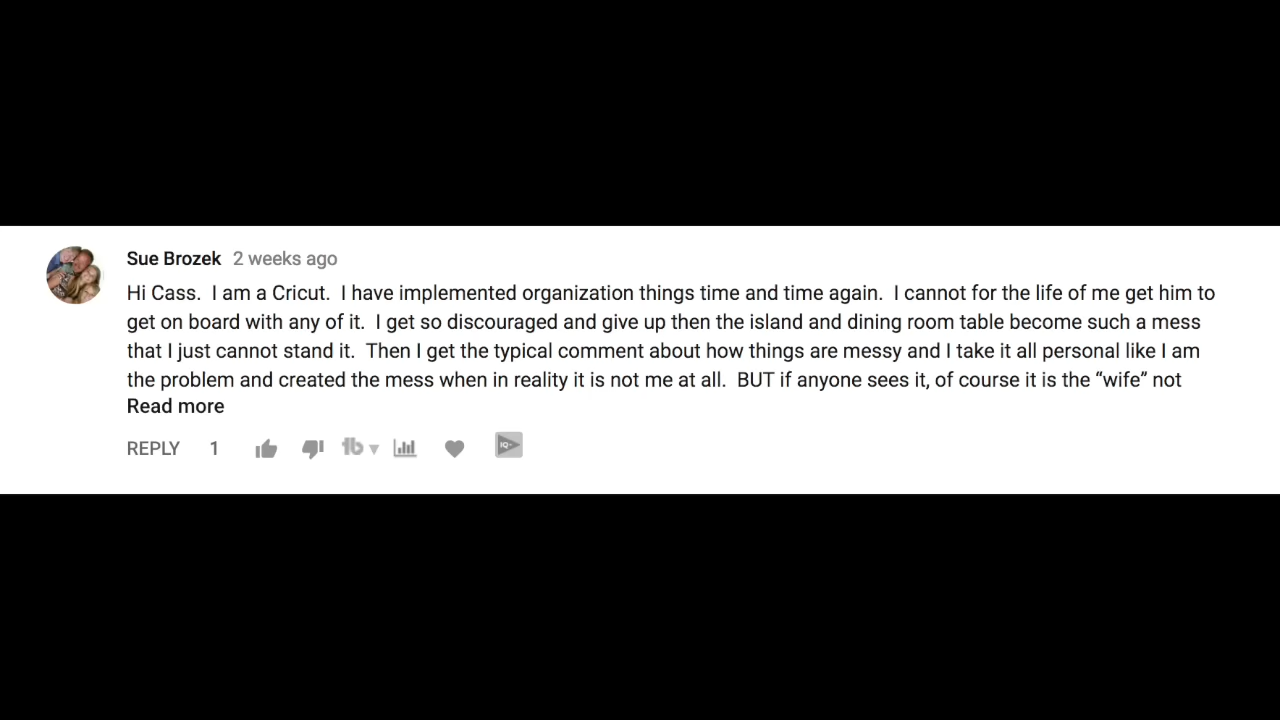 Sue Brozek 2 weeks ago
Hi Cass. I am a Cricut. I have implemented organization things time and time again. I cannot for the life of me get him to
get on board with any of it. I get so discouraged and give up then the island and dining room table become such a mess
that I just cannot stand it. Then I get the typical comment about how things are messy and I take it all personal like I am
the problem and created the mess when in reality it is not me at all. BUT if anyone sees it, of course it is the “wife” not
Read more
REPLY 1
IQ